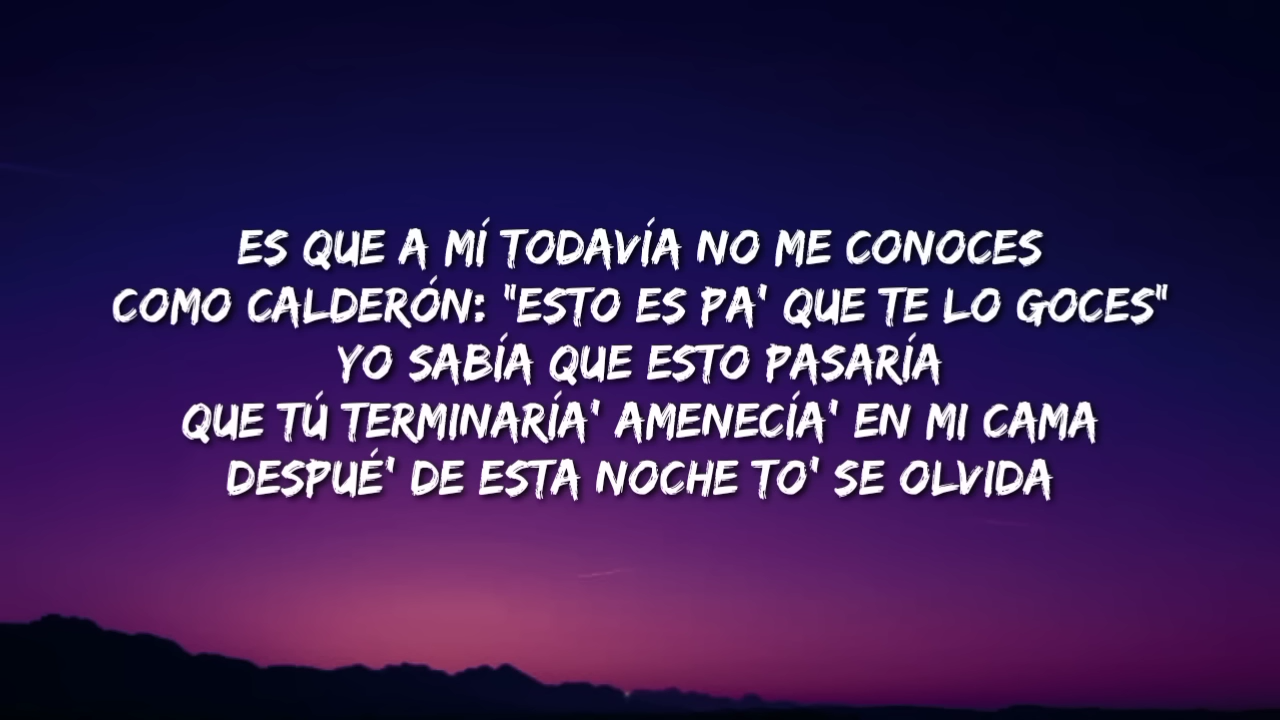 ES QUE A MÍ TODAVÍA NO ME CONOCES
COMO CALDERÓN: "ESTO ES PA' QUE TE LO GOCES"
YO SABÍA QUE ESTO PASARÍA
QUE TÚ TERMINARÍA' AMENECÍA' EN MI CAMA
DESPUÉ' DE ESTA NOCHE TO' SE OLVIDA